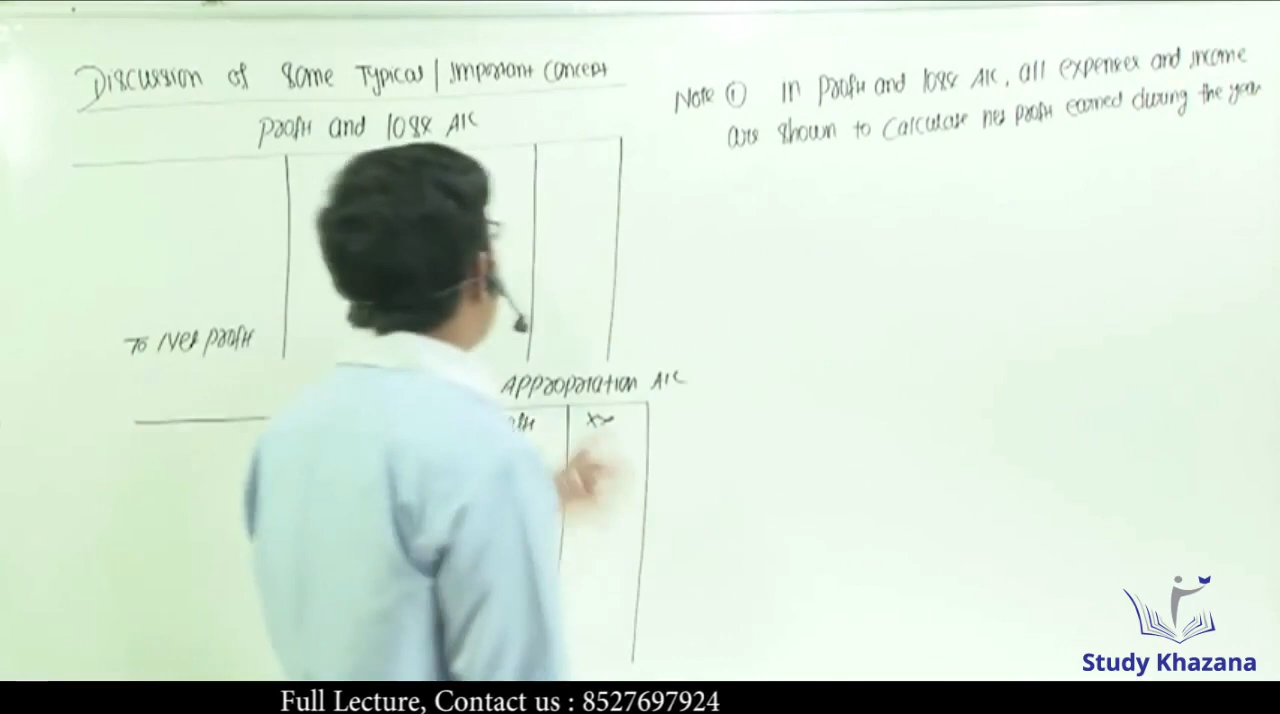 Discussion of some Typical | Important Concept
Profit and loss A/C
To Net profit
Appropriation A/C
xx
Note ① In Profit and loss A/C, all expenses and income
are shown to calculate net profit earned during the year
Study Khazana
Full Lecture, Contact us : 8527697924